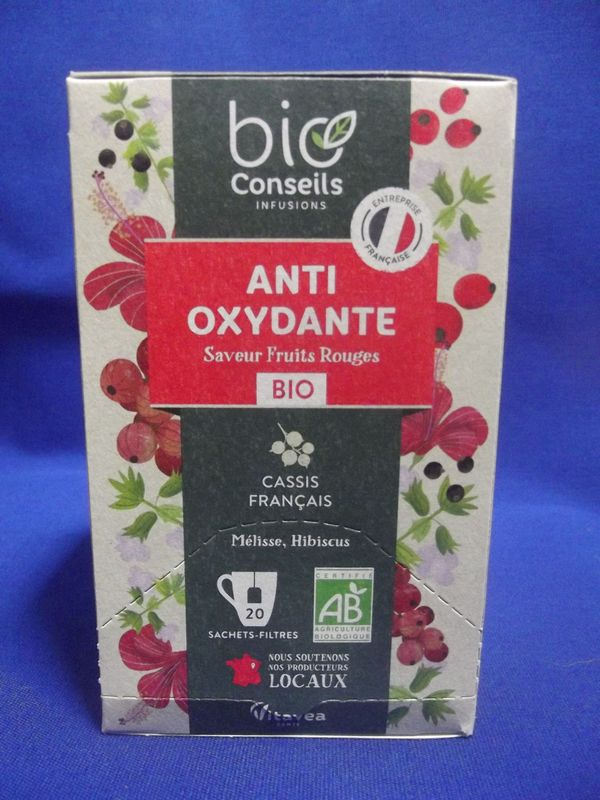 bio
Conseils
INFUSIONS
ENTREPRISE
FRANÇAISE
ANTI
OXYDANTE
Saveur Fruits Rouges
BIO
CASSIS
FRANÇAIS
Mélisse, Hibiscus
20
SACHETS-FILTRES
CERTIFIÉ
AB
AGRICULTURE
BIOLOGIQUE
NOUS SOUTENONS
NOS PRODUCTEURS
LOCAUX
Vitavea